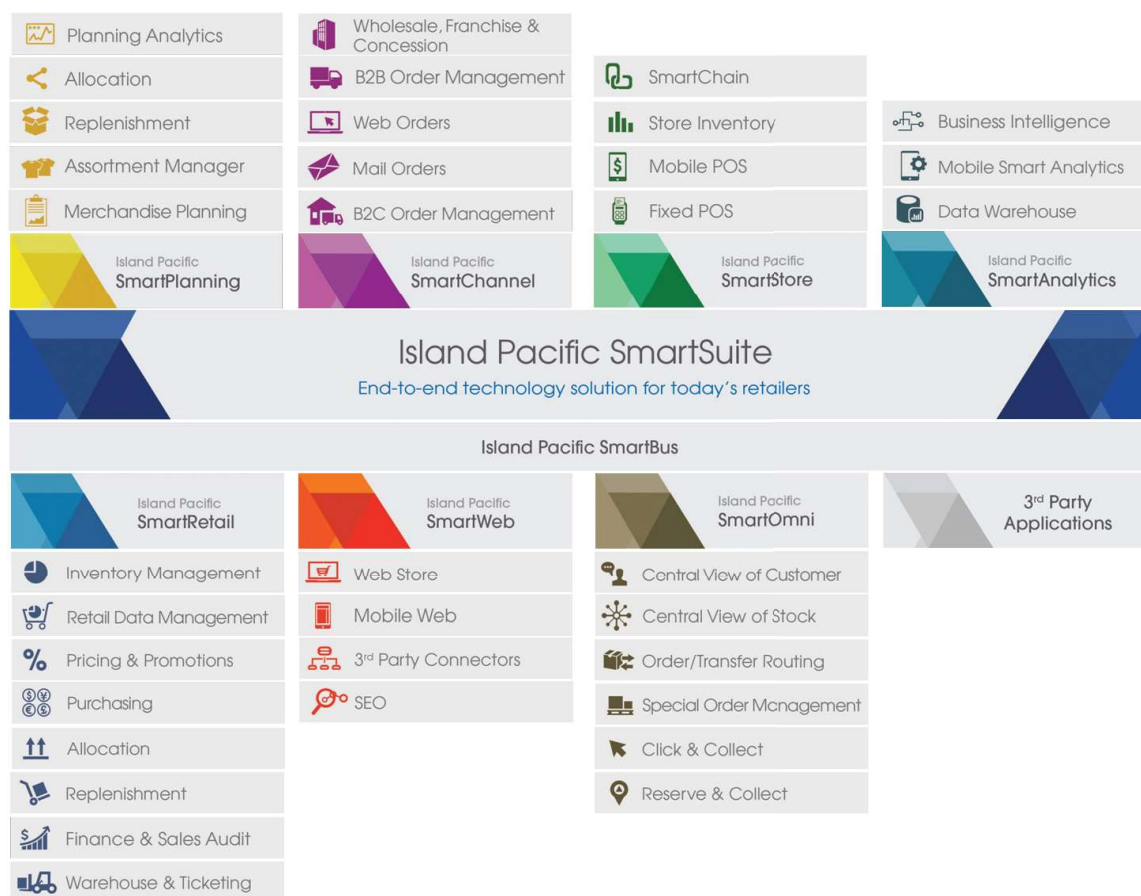 Planning Analytics
Allocation
Replenishment
Assortment Manager
Merchandise Planning
Island Pacific
SmartPlanning
Wholesale, Franchise &
Concession
B2B Order Management
Web Orders
Mail Orders
B2C Order Management
Island Pacific
SmartChannel
SmartChain
Store Inventory
Mobile POS
Fixed POS
Island Pacific
SmartStore
Business Intelligence
Mobile Smart Analytics
Data Warehouse
Island Pacific
SmartAnalytics
Island Pacific SmartSuite
End-to-end technology solution for today's retailers
Island Pacific SmartBus
Island Pacific
SmartRetail
Inventory Management
Retail Data Management
% Pricing & Promotions
Purchasing
Allocation
Replenishment
Finance & Sales Audit
Warehouse & Ticketing
Island Pacific
SmartWeb
Web Store
Mobile Web
3rd Party Connectors
SEO
Island Pacific
SmartOmni
Central View of Customer
Central View of Stock
Order/Transfer Routing
Special Order Mcnagement
Click & Collect
Reserve & Collect
3rd Party
Applications